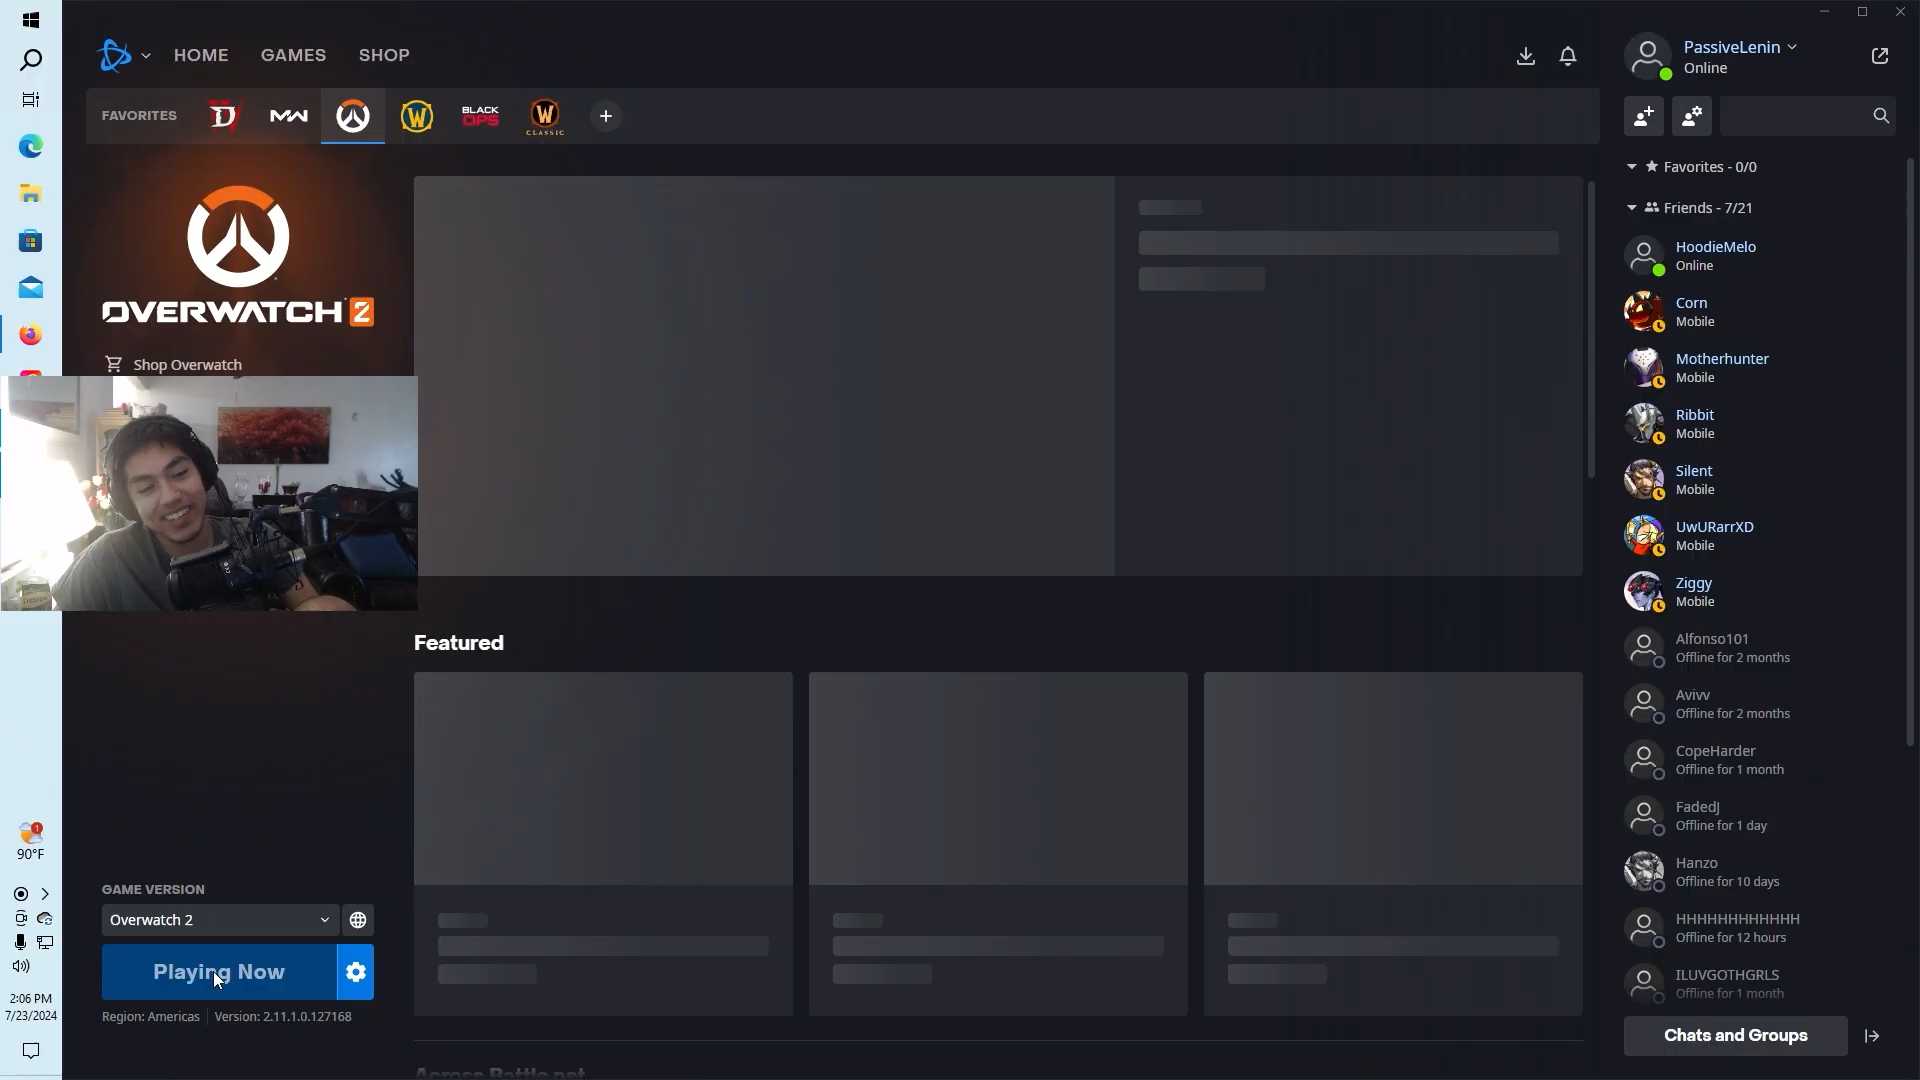 HOME
GAMES
SHOP
PassiveLenin
Online
FAVORITES
BLACK
OPS
W
CLASSIC
Favorites - 0/0
Friends - 7/21
OVERWATCH 2
Shop Overwatch
HoodieMelo
Online
Corn
Mobile
Motherhunter
Mobile
Ribbit
Mobile
Silent
Mobile
UwURarrXD
Mobile
Ziggy
Mobile
Alfonso101
Offline for 2 months
Avivv
Offline for 2 months
CopeHarder
Offline for 1 month
FadedJ
Offline for 1 day
Hanzo
Offline for 10 days
HHHHHHHHHHHH
Offline for 12 hours
ILUVGOTHGRLS
Offline for 1 month
Chats and Groups
Featured
GAME VERSION
Overwatch 2
Playing Now
Region: Americas
Version: 2.11.1.0.127168
Across Battle.net
1
90°F
2:06 PM
7/23/2024